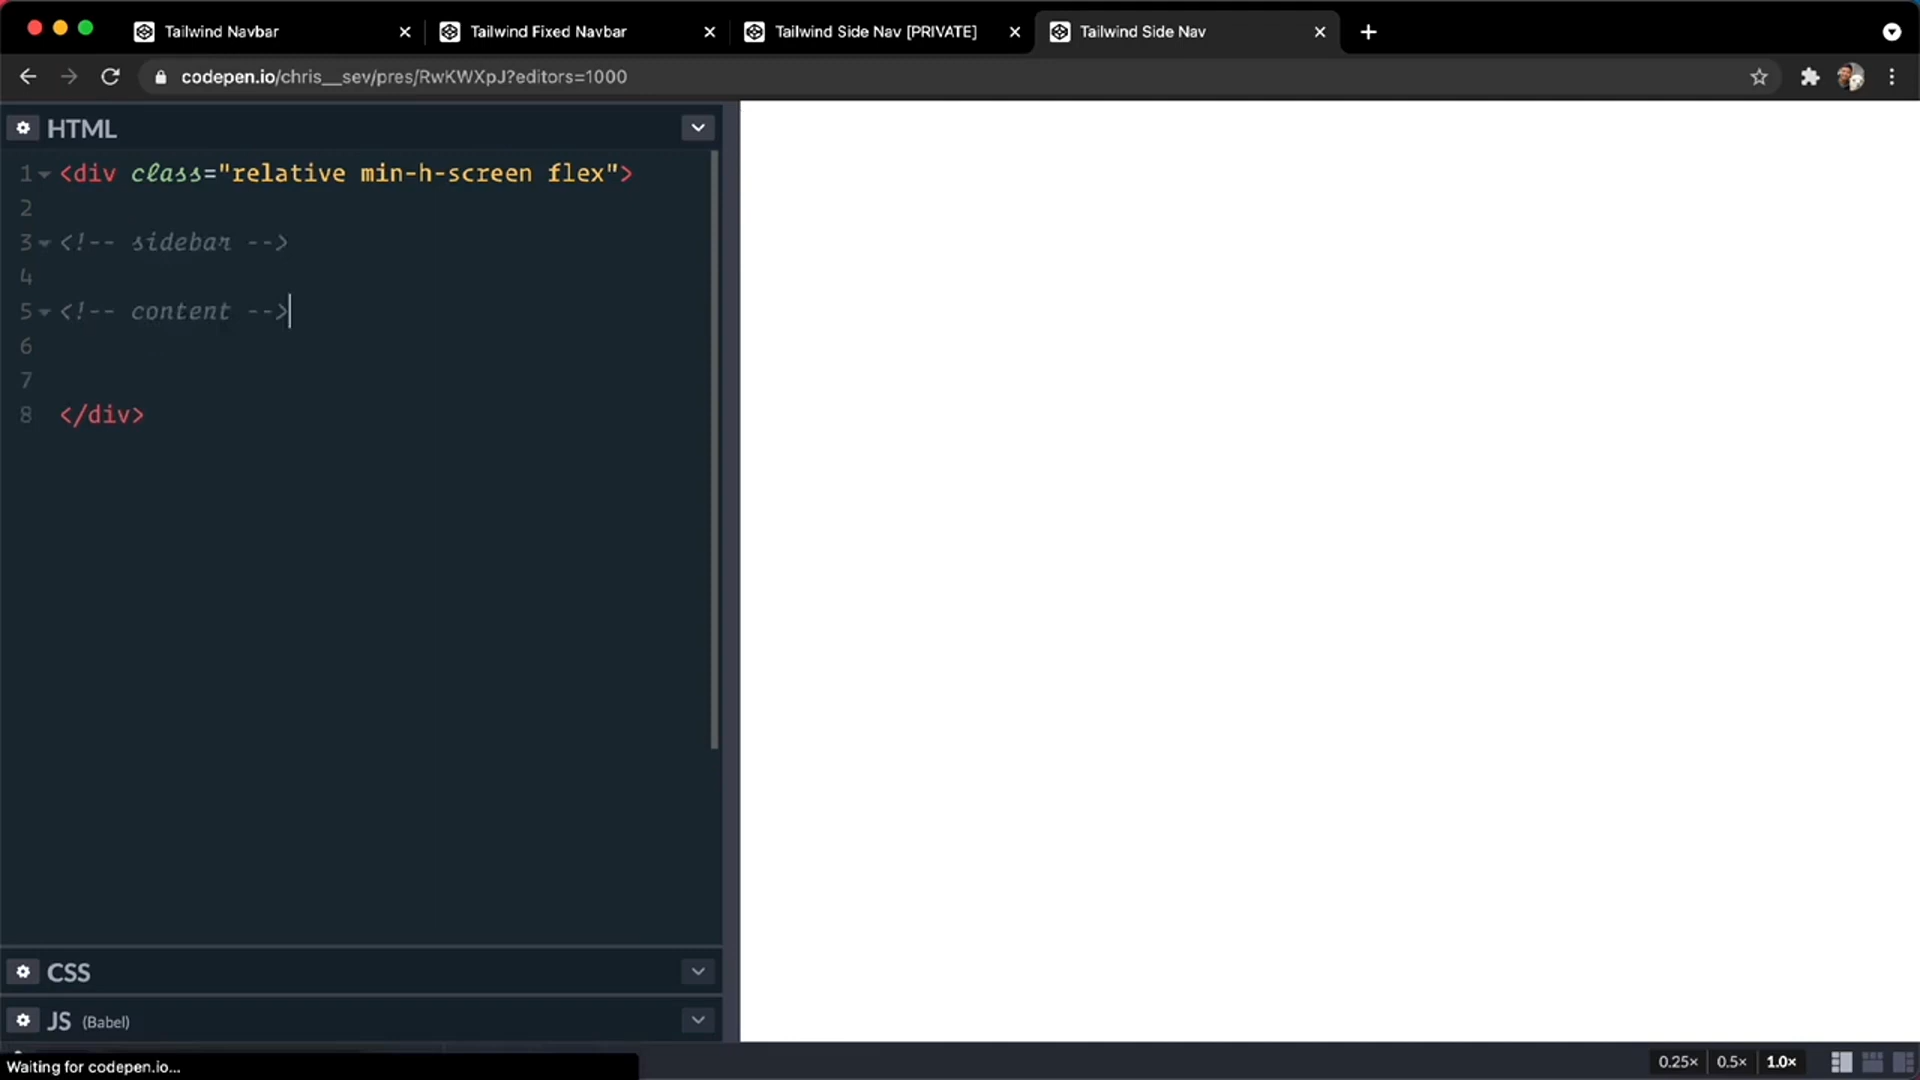 Tailwind Navbar
Tailwind Fixed Navbar
Tailwind Side Nav [PRIVATE]
Tailwind Side Nav
codepen.io/chris__sev/pres/RwKWXpJ?editors=1000
HTML
1 <div class="relative min-h-screen flex">
2
3 <!-- sidebar -->
4
5 <!-- content -->
6
7
8 </div>
CSS
JS (Babel)
Waiting for codepen.io...
0.25× 0.5× 1.0×